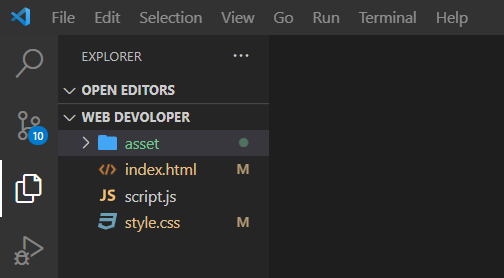 File Edit Selection View Go Run Terminal Help
EXPLORER ...
OPEN EDITORS
WEB DEVOLOPER
10
asset
index.html M
JS script.js
style.css M